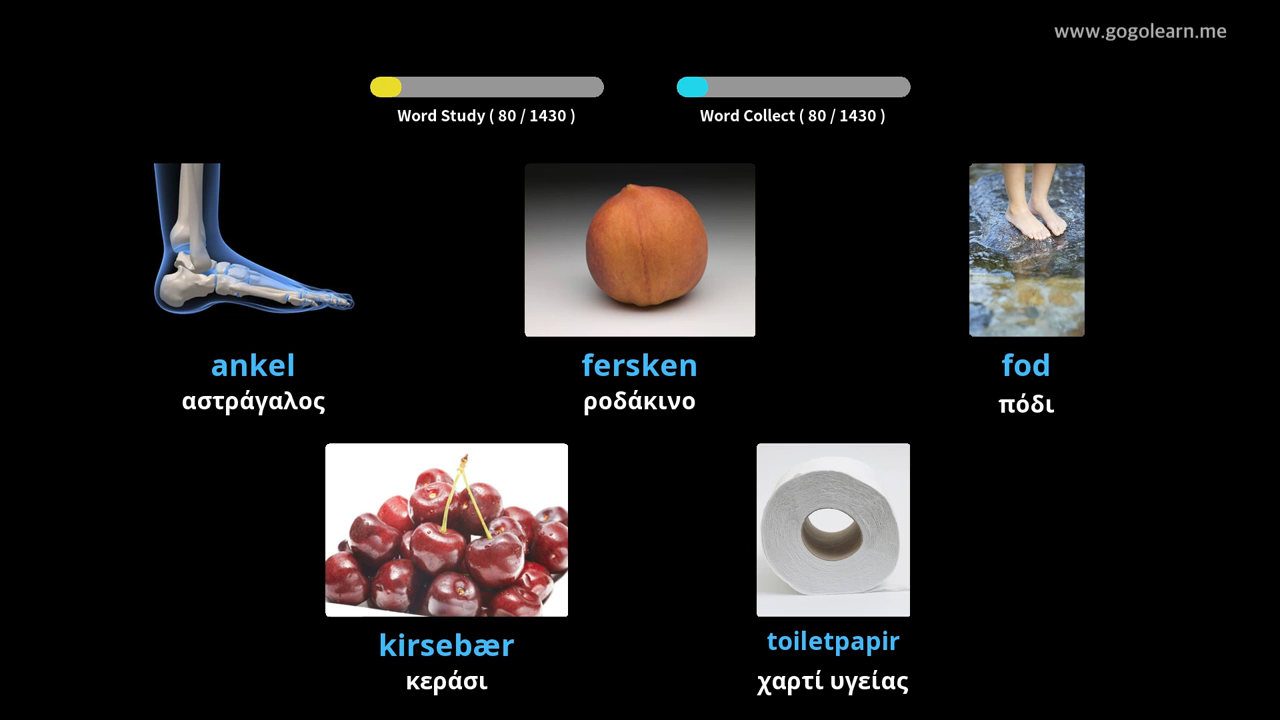 www.gogolearn.me
Word Study ( 80 / 1430 )
Word Collect ( 80 / 1430 )
ankel
αστράγαλος
fersken
ροδάκινο
fod
πόδι
kirsebær
κεράσι
toiletpapir
χαρτί υγείας